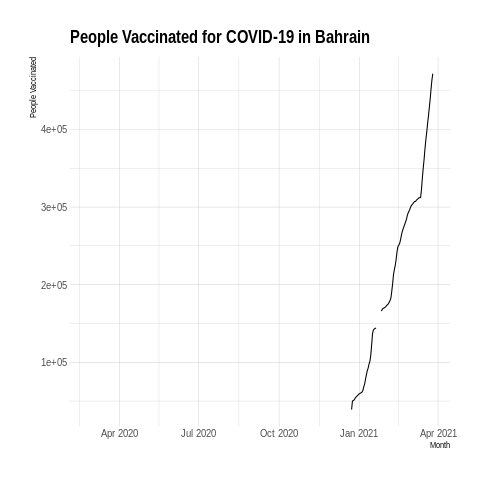 People Vaccinated for COVID-19 in Bahrain
People Vaccinated
4e+05
3e+05
2e+05
1e+05
Apr 2020 Jul 2020 Oct 2020 Jan 2021 Apr 2021
Month